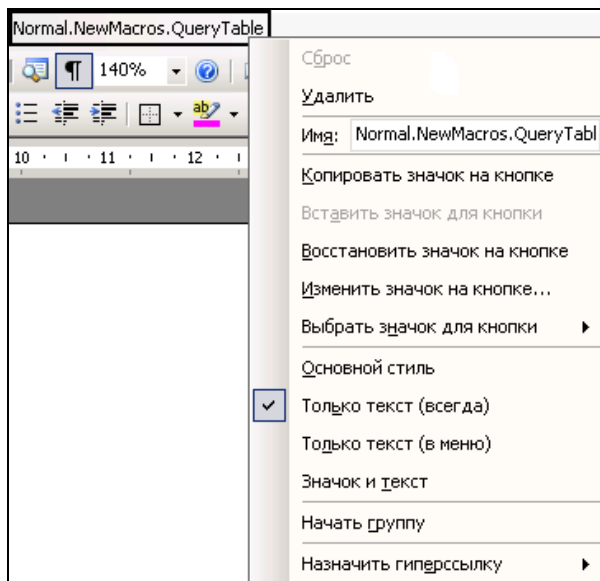 Normal.NewMacros.QueryTable
Сброс
140%
Удалить
ab
Имя: Normal.NewMacros.QueryTabl
10 · 11 · 12
Копировать значок на кнопке
Вставить значок для кнопки
Восстановить значок на кнопке
Изменить значок на кнопке...
Выбрать значок для кнопки
Основной стиль
Только текст (всегда)
Только текст (в меню)
Значок и текст
Начать группу
Назначить гиперссылку